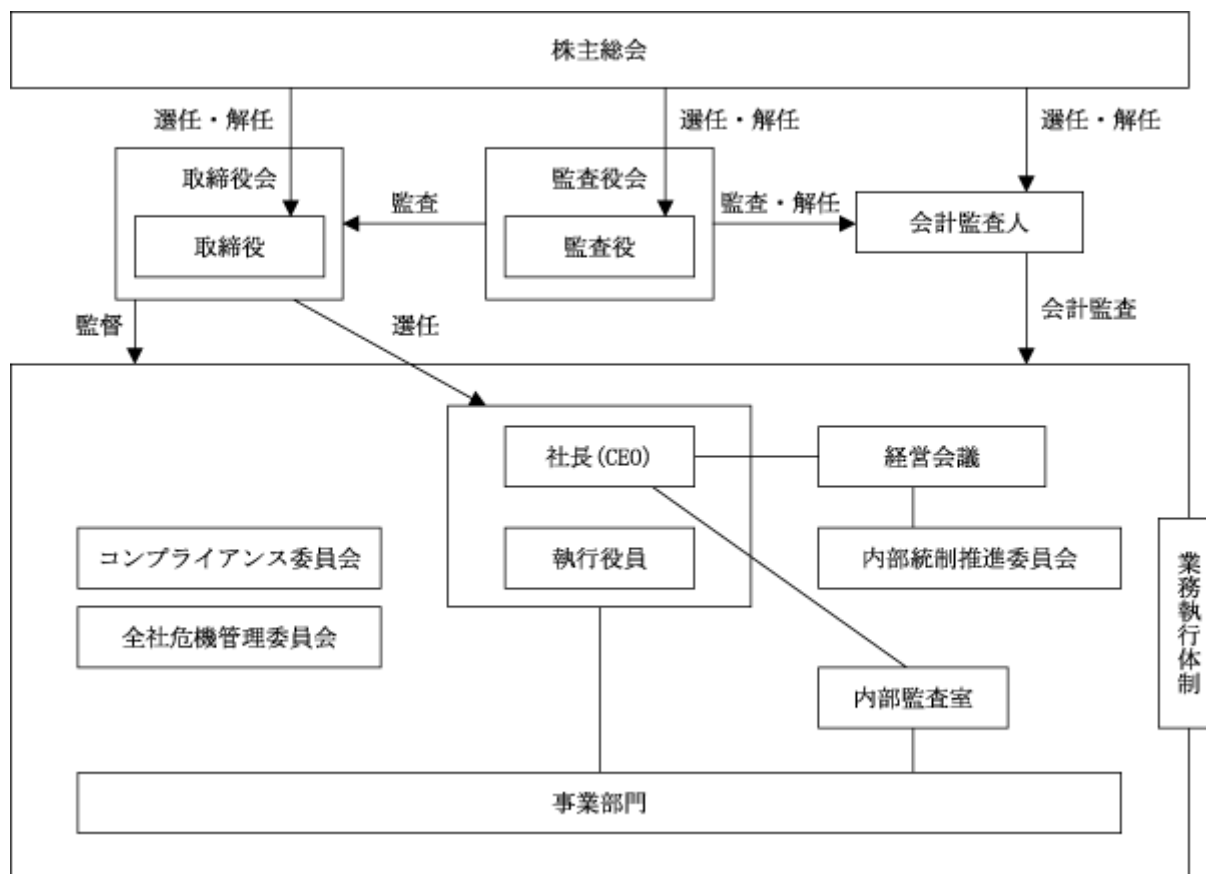 株主総会
選任・解任
選任・解任
選任・解任
取締役会
監査役会
取締役
監査
監査役
監査・解任
会計監査人
監督
選任
会計監査
社長(CEO)
経営会議
コンプライアンス委員会
執行役員
内部統制推進委員会
全社危機管理委員会
内部監査室
業務執行体制
事業部門